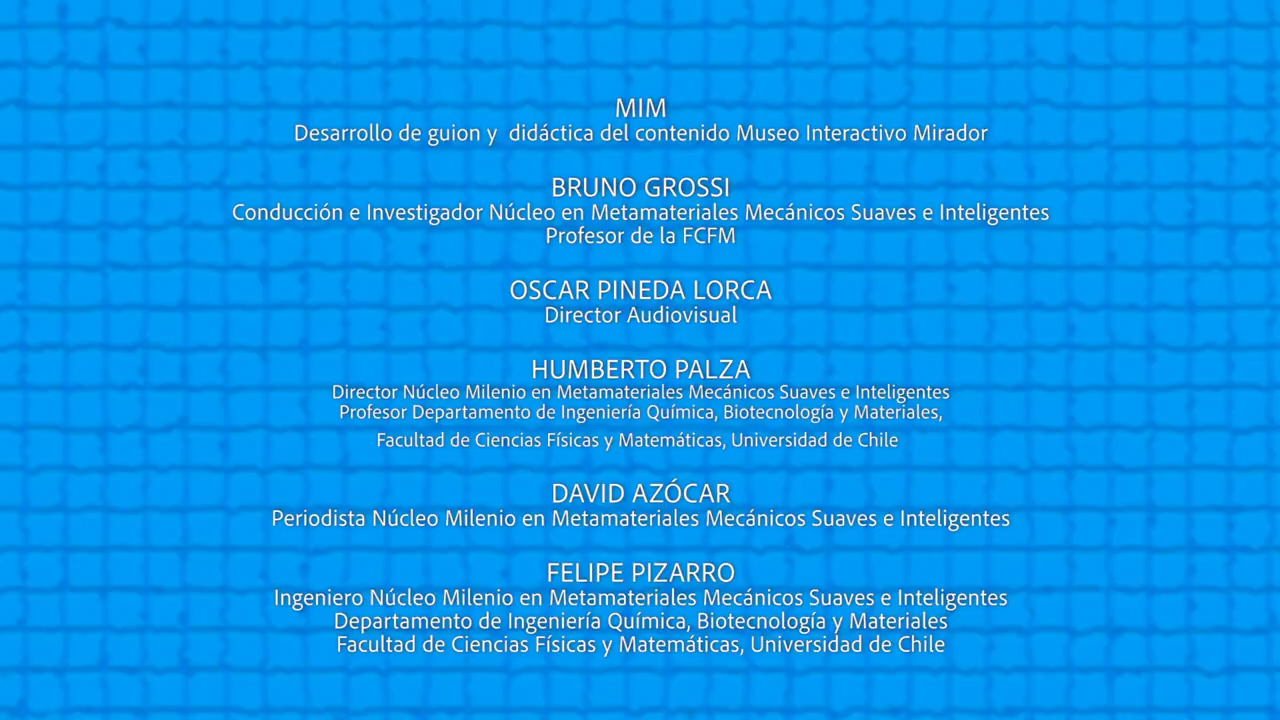 MIM
Desarrollo de guion y  didáctica del contenido Museo Interactivo Mirador
BRUNO GROSSI
Conducción e Investigador Núcleo en Metamateriales Mecánicos Suaves e Inteligentes
Profesor de la FCFM
OSCAR PINEDA LORCA
Director Audiovisual
HUMBERTO PALZA
Director Núcleo Milenio en Metamateriales Mecánicos Suaves e Inteligentes
Profesor Departamento de Ingeniería Química, Biotecnología y Materiales,
Facultad de Ciencias Físicas y Matemáticas, Universidad de Chile
DAVID AZÓCAR
Periodista Núcleo Milenio en Metamateriales Mecánicos Suaves e Inteligentes
FELIPE PIZARRO
Ingeniero Núcleo Milenio en Metamateriales Mecánicos Suaves e Inteligentes
Departamento de Ingeniería Química, Biotecnología y Materiales
Facultad de Ciencias Físicas y Matemáticas, Universidad de Chile